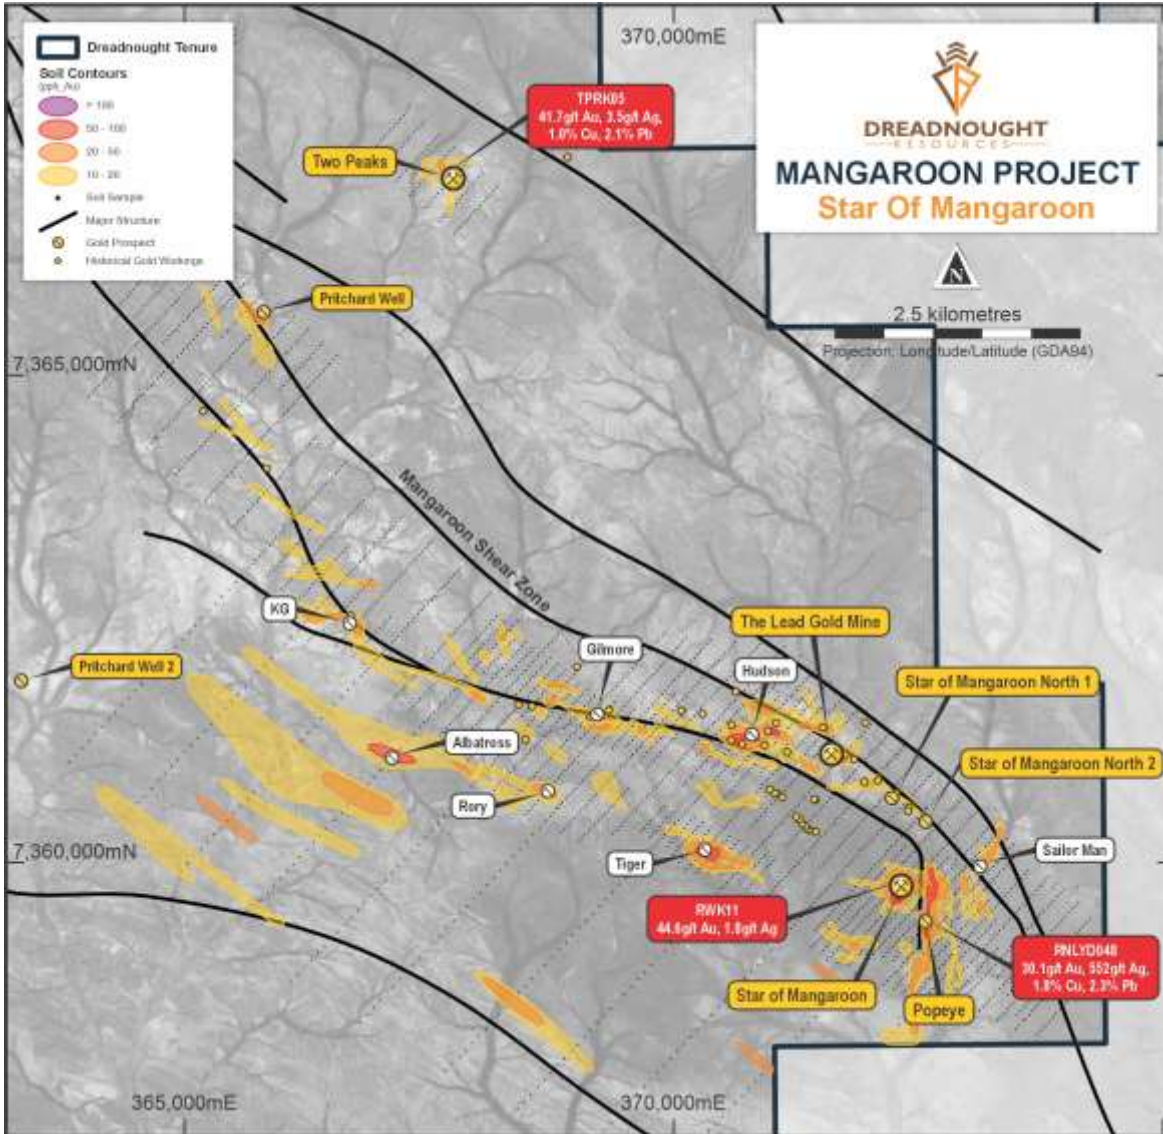 Dreadnought Tenure
Soil Contours
(ppb_Au)
> 100
50 - 100
20 - 50
10 - 20
Soil Sample
Major Structure
Gold Prospect
Historical Gold Workings
370,000mE
DREADNOUGHT
RESOURCES
MANGAROON PROJECT
Star Of Mangaroon
N
2.5 kilometres
Projection: Longitude/Latitude (GDA94)
TPRK05
41.7g/t Au, 3.5g/t Ag,
1.0% Cu, 2.1% Pb
Two Peaks
Pritchard Well
7,365,000mN
Mangaroon Shear Zone
KG
Pritchard Well 2
Gilmore
The Lead Gold Mine
Hudson
Star of Mangaroon North 1
Albatross
Star of Mangaroon North 2
Rory
7,360,000mN
Tiger
Sailor Man
RWK11
44.6g/t Au, 1.8g/t Ag
RNLYD048
30.1g/t Au, 552g/t Ag,
1.8% Cu, 2.3% Pb
Star of Mangaroon
Popeye
365,000mE
370,000mE